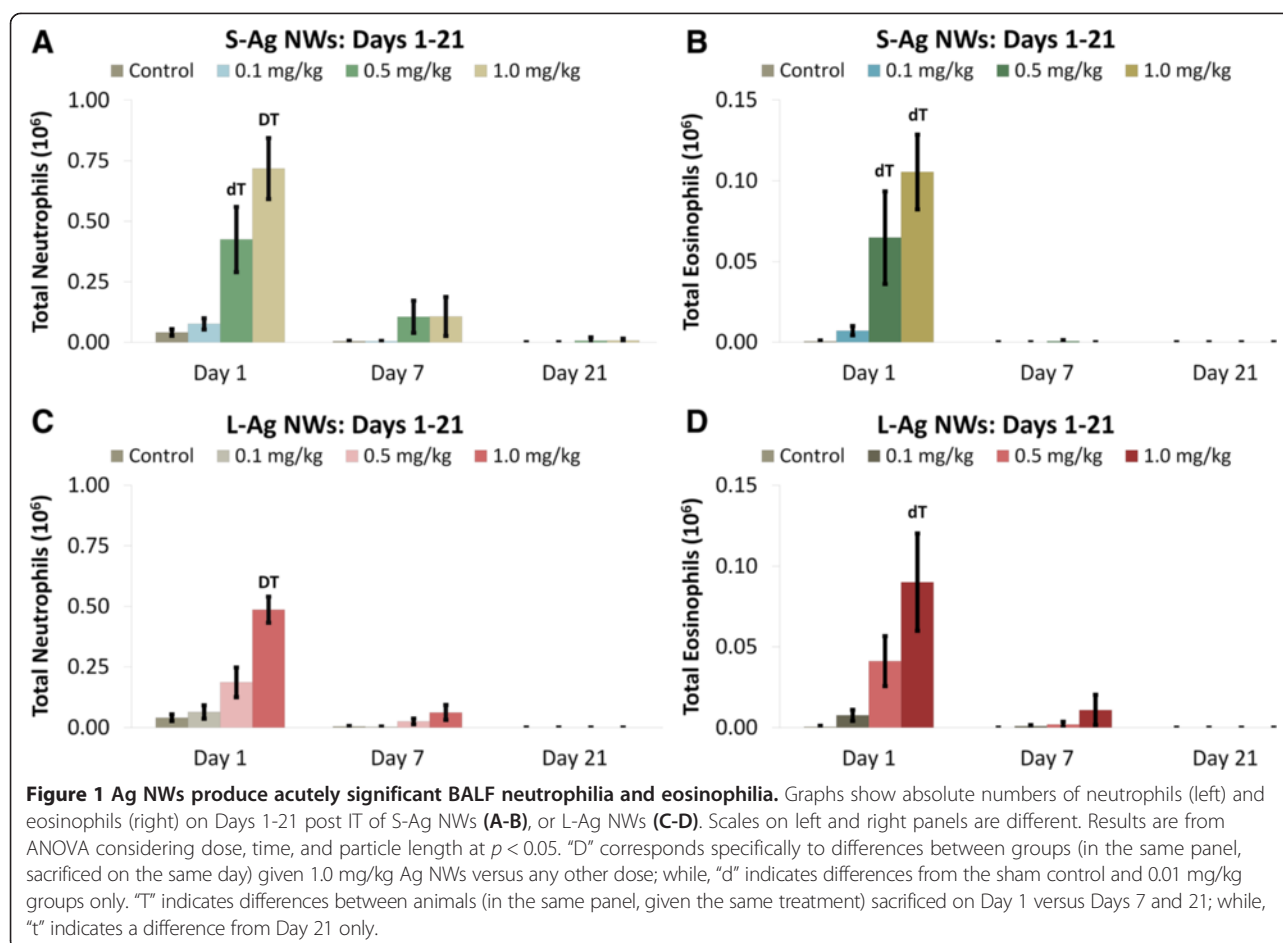 A
S-Ag NWs: Days 1-21
Control 0.1 mg/kg 0.5 mg/kg 1.0 mg/kg
Total Neutrophils (10⁶)
1.00
0.75
0.50
0.25
0.00
dT
DT
Day 1 Day 7 Day 21
B
S-Ag NWs: Days 1-21
Control 0.1 mg/kg 0.5 mg/kg 1.0 mg/kg
Total Eosinophils (10⁶)
0.15
0.10
0.05
0.00
dT
dT
Day 1 Day 7 Day 21
C
L-Ag NWs: Days 1-21
Control 0.1 mg/kg 0.5 mg/kg 1.0 mg/kg
Total Neutrophils (10⁶)
1.00
0.75
0.50
0.25
0.00
DT
Day 1 Day 7 Day 21
D
L-Ag NWs: Days 1-21
Control 0.1 mg/kg 0.5 mg/kg 1.0 mg/kg
Total Eosinophils (10⁶)
0.15
0.10
0.05
0.00
dT
Day 1 Day 7 Day 21
Figure 1 Ag NWs produce acutely significant BALF neutrophilia and eosinophilia. Graphs show absolute numbers of neutrophils (left) and
eosinophils (right) on Days 1-21 post IT of S-Ag NWs (A-B), or L-Ag NWs (C-D). Scales on left and right panels are different. Results are from
ANOVA considering dose, time, and particle length at p < 0.05. “D” corresponds specifically to differences between groups (in the same panel,
sacrificed on the same day) given 1.0 mg/kg Ag NWs versus any other dose; while, “d” indicates differences from the sham control and 0.01 mg/kg
groups only. “T” indicates differences between animals (in the same panel, given the same treatment) sacrificed on Day 1 versus Days 7 and 21; while,
“t” indicates a difference from Day 21 only.